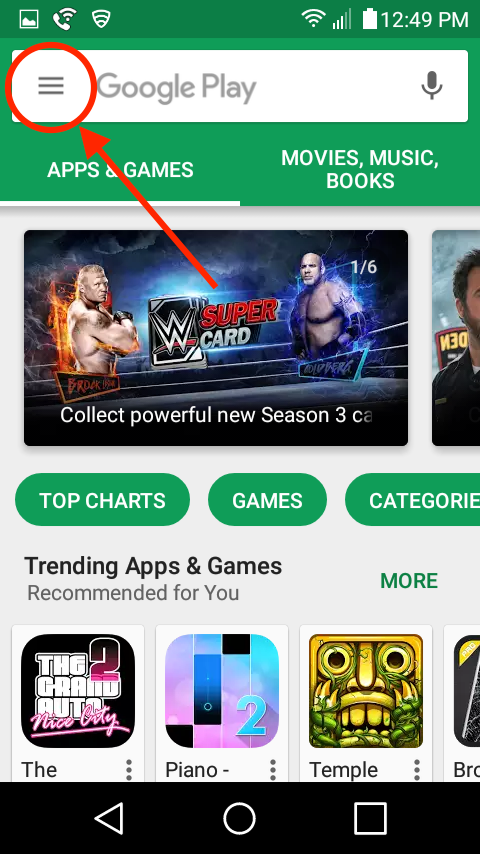 12:49 PM
Google Play
APPS & GAMES
MOVIES, MUSIC,
BOOKS
1/6
W
SUPER
CARD
BROCK
GOLDBERG
Collect powerful new Season 3 ca
TOP CHARTS
GAMES
CATEGORIE
Trending Apps & Games
Recommended for You
MORE
THE 2
GRAND
AUTO
Nice City
2
PRO
The
Piano -
Temple
Bro